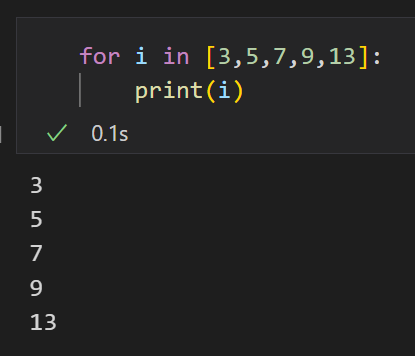 for i in [3,5,7,9,13]:
    print(i)
✓ 0.1s
3
5
7
9
13